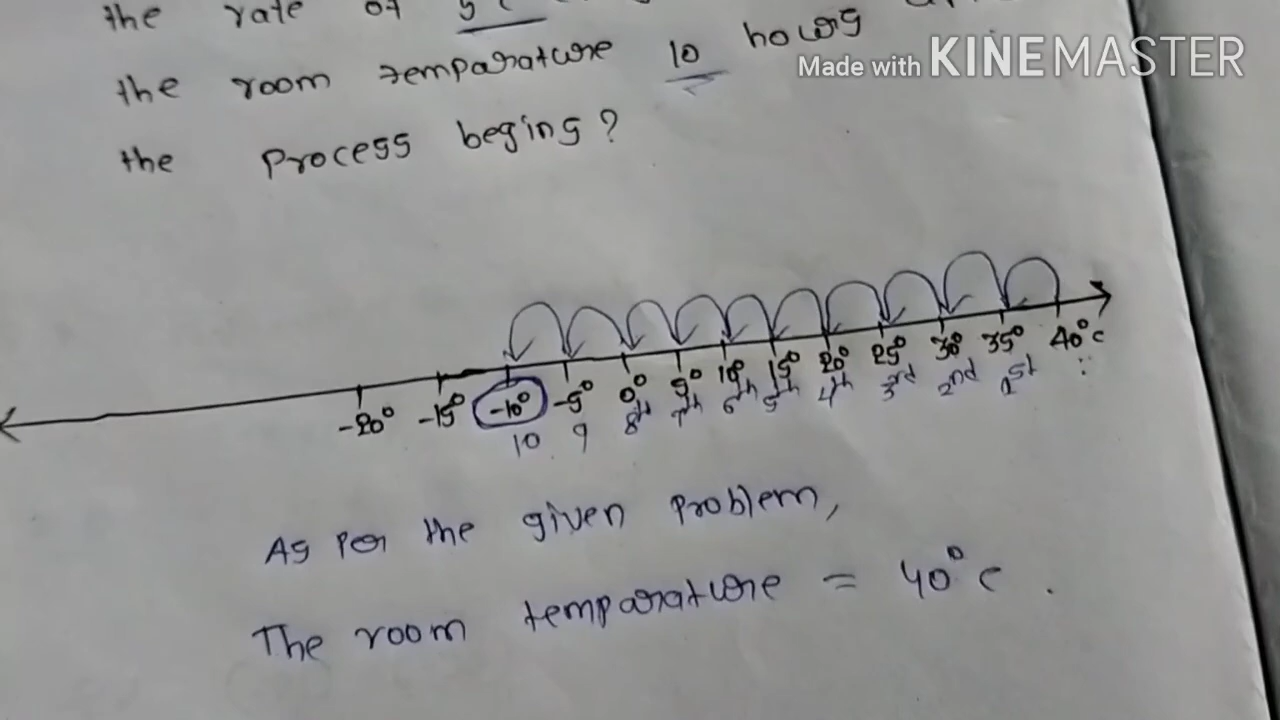 the rate of 5°C
the room temparature 10 hours
the Process begins?
Made with KINEMASTER
-20° -15° -10° -5° 0° 5° 10° 15° 20° 25° 30° 35° 40°C
10 9 8th 7th 6th 5th 4th 3rd 2nd 1st
As Per the given Problem,
The room temparature = 40°C.